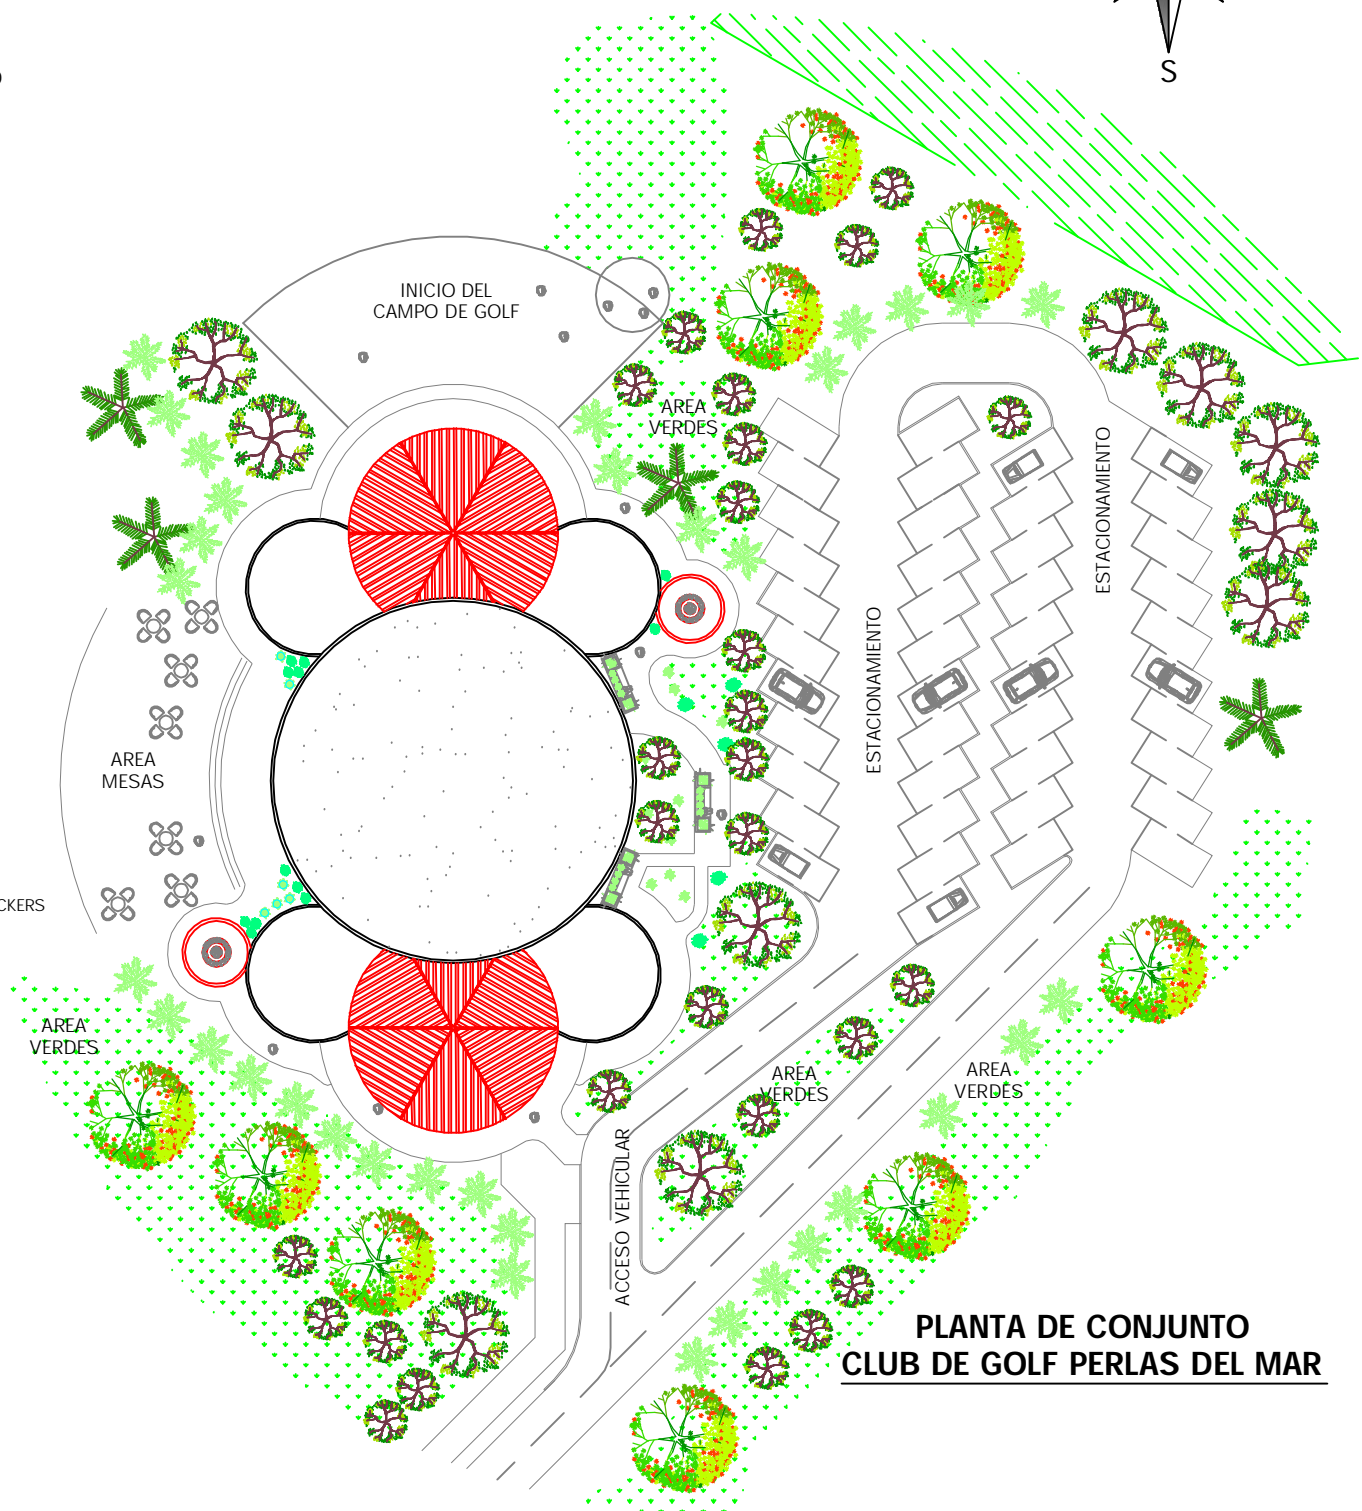 S
INICIO DEL
CAMPO DE GOLF
AREA
VERDES
ESTACIONAMIENTO
ESTACIONAMIENTO
AREA
MESAS
CKERS
AREA
VERDES
AREA
VERDES
AREA
VERDES
ACCESO VEHICULAR
PLANTA DE CONJUNTO
CLUB DE GOLF PERLAS DEL MAR